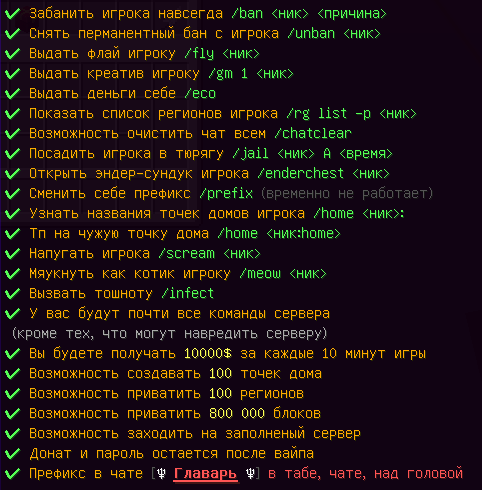 ✔ Забанить игрока навсегда /ban <ник> <причина>
✔ Снять перманентный бан с игрока /unban <ник>
✔ Выдать флай игроку /fly <ник>
✔ Выдать креатив игроку /gm 1 <ник>
✔ Выдать деньги себе /eco
✔ Показать список регионов игрока /rg list -p <ник>
✔ Возможность очистить чат всем /chatclear
✔ Посадить игрока в тюрягу /jail <ник> A <время>
✔ Открыть эндер-сундук игроку /enderchest <ник>
✔ Сменить себе префикс /prefix (временно не работает)
✔ Узнать названия точек домов игрока /home <ник>:
✔ Тп на чужую точку дома /home <ник:home>
✔ Напугать игрока /scream <ник>
✔ Мяукнуть как котик игроку /meow <ник>
✔ Вызвать тошноту /infect
✔ У вас будут почти все команды сервера
(кроме тех, что могут навредить серверу)
✔ Вы будете получать 10000$ за каждые 10 минут игры
✔ Возможность создавать 100 точек дома
✔ Возможность приватить 100 регионов
✔ Возможность приватить 800 000 блоков
✔ Возможность заходить на заполненый сервер
✔ Донат и пароль остается после вайпа
✔ Префикс в чате [♆ Главарь ♆] в табе, чате, над головой